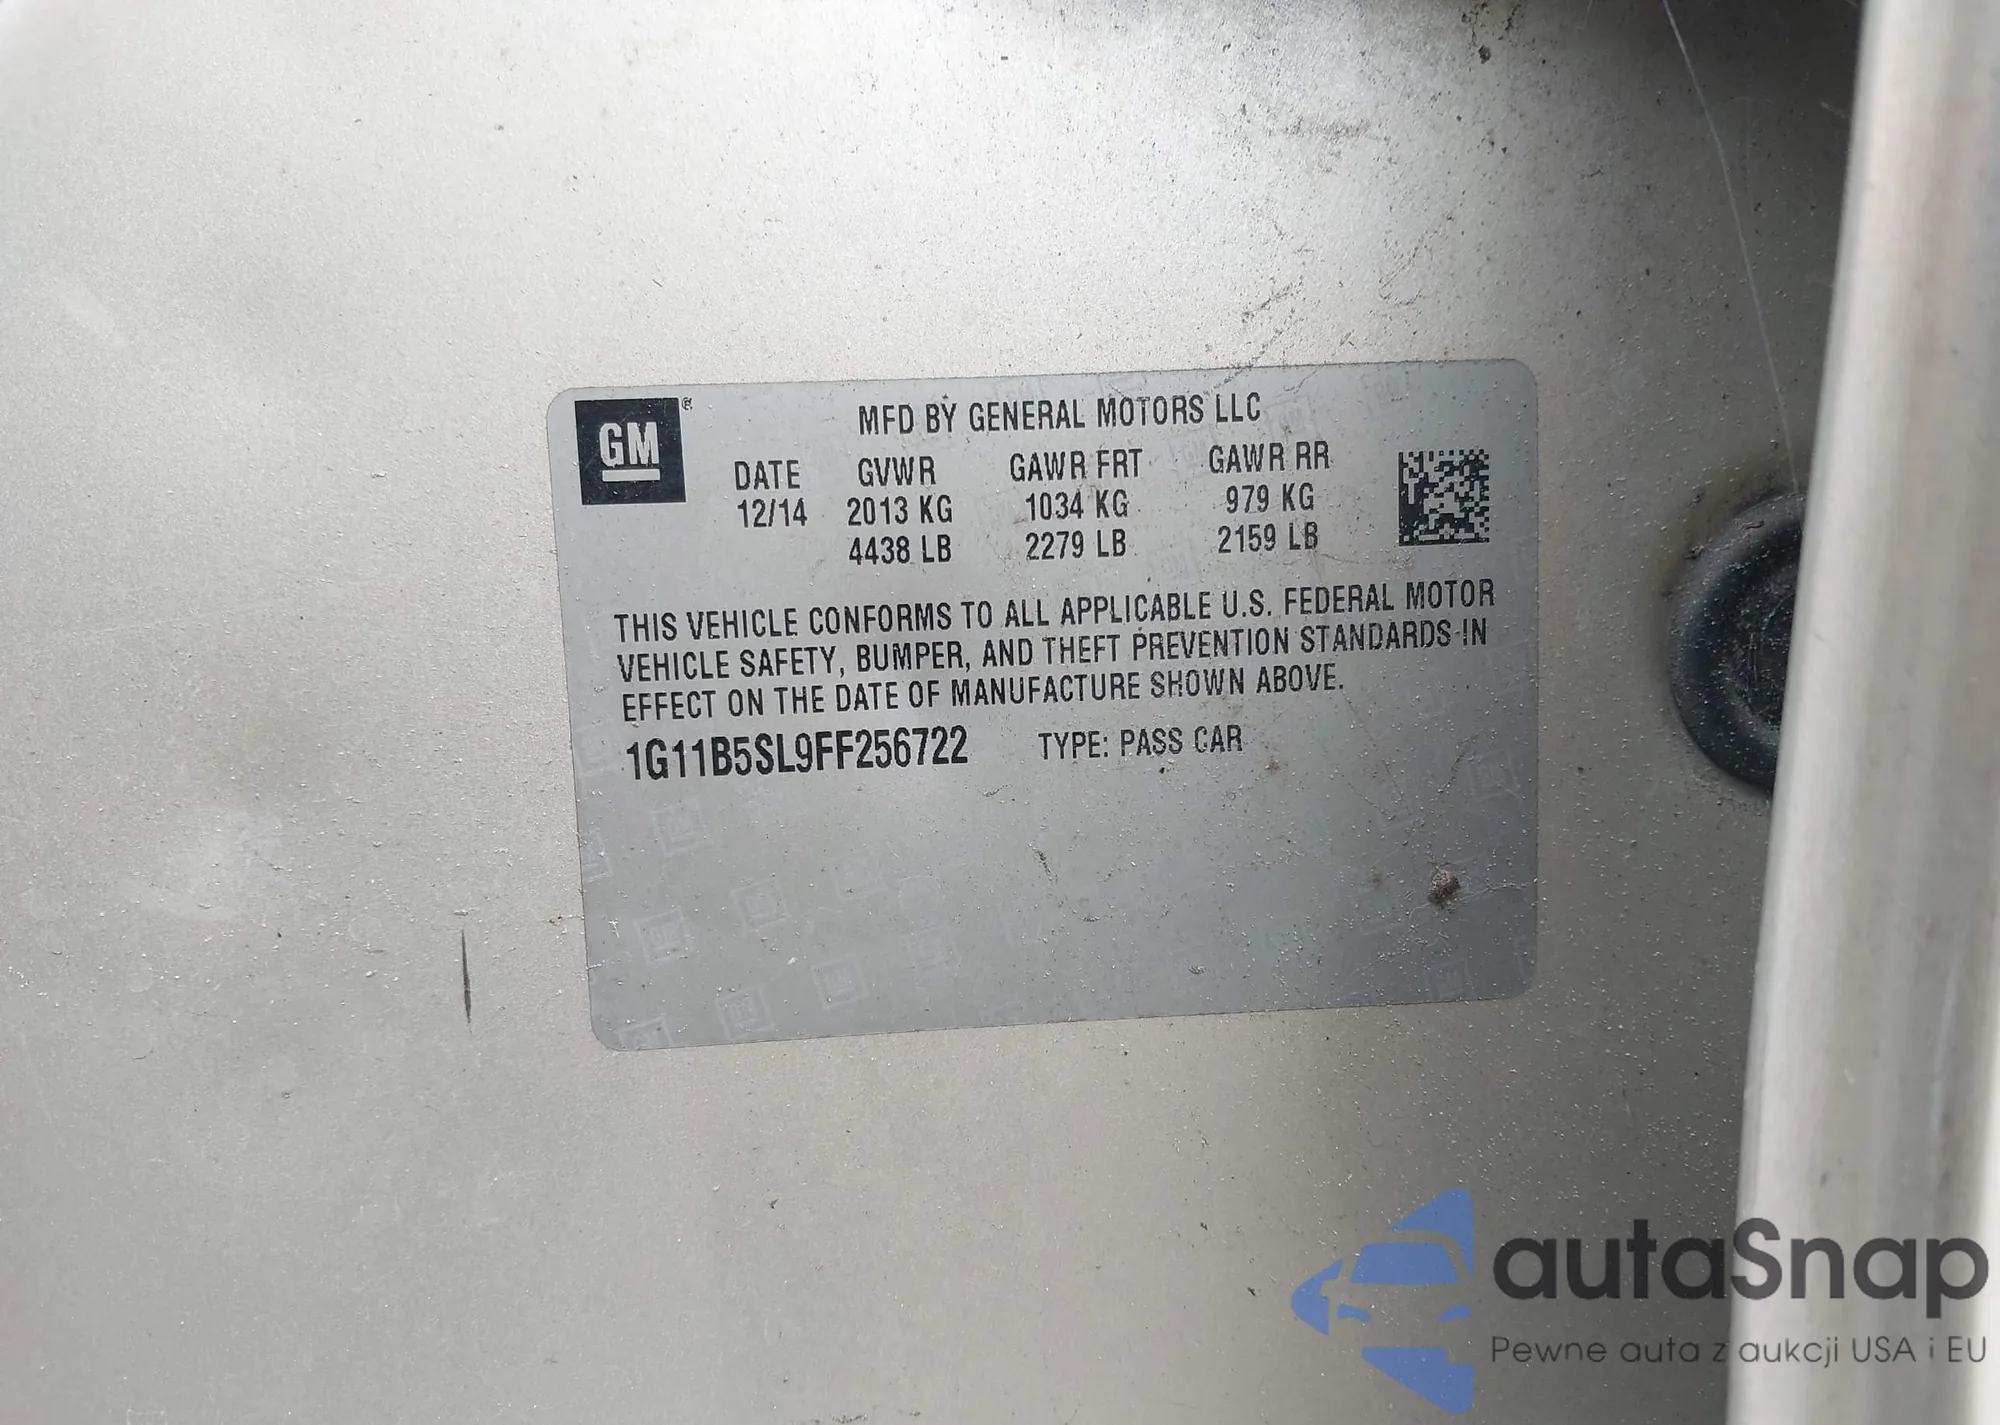 GM
MFD BY GENERAL MOTORS LLC
DATE GVWR GAWR FRT GAWR RR
12/14 2013 KG 1034 KG 979 KG
4438 LB 2279 LB 2159 LB
THIS VEHICLE CONFORMS TO ALL APPLICABLE U.S. FEDERAL MOTOR
VEHICLE SAFETY, BUMPER, AND THEFT PREVENTION STANDARDS IN
EFFECT ON THE DATE OF MANUFACTURE SHOWN ABOVE.
1G11B5SL9FF256722 TYPE: PASS CAR
autaSnap
Pewne auta z aukcji USA i EU